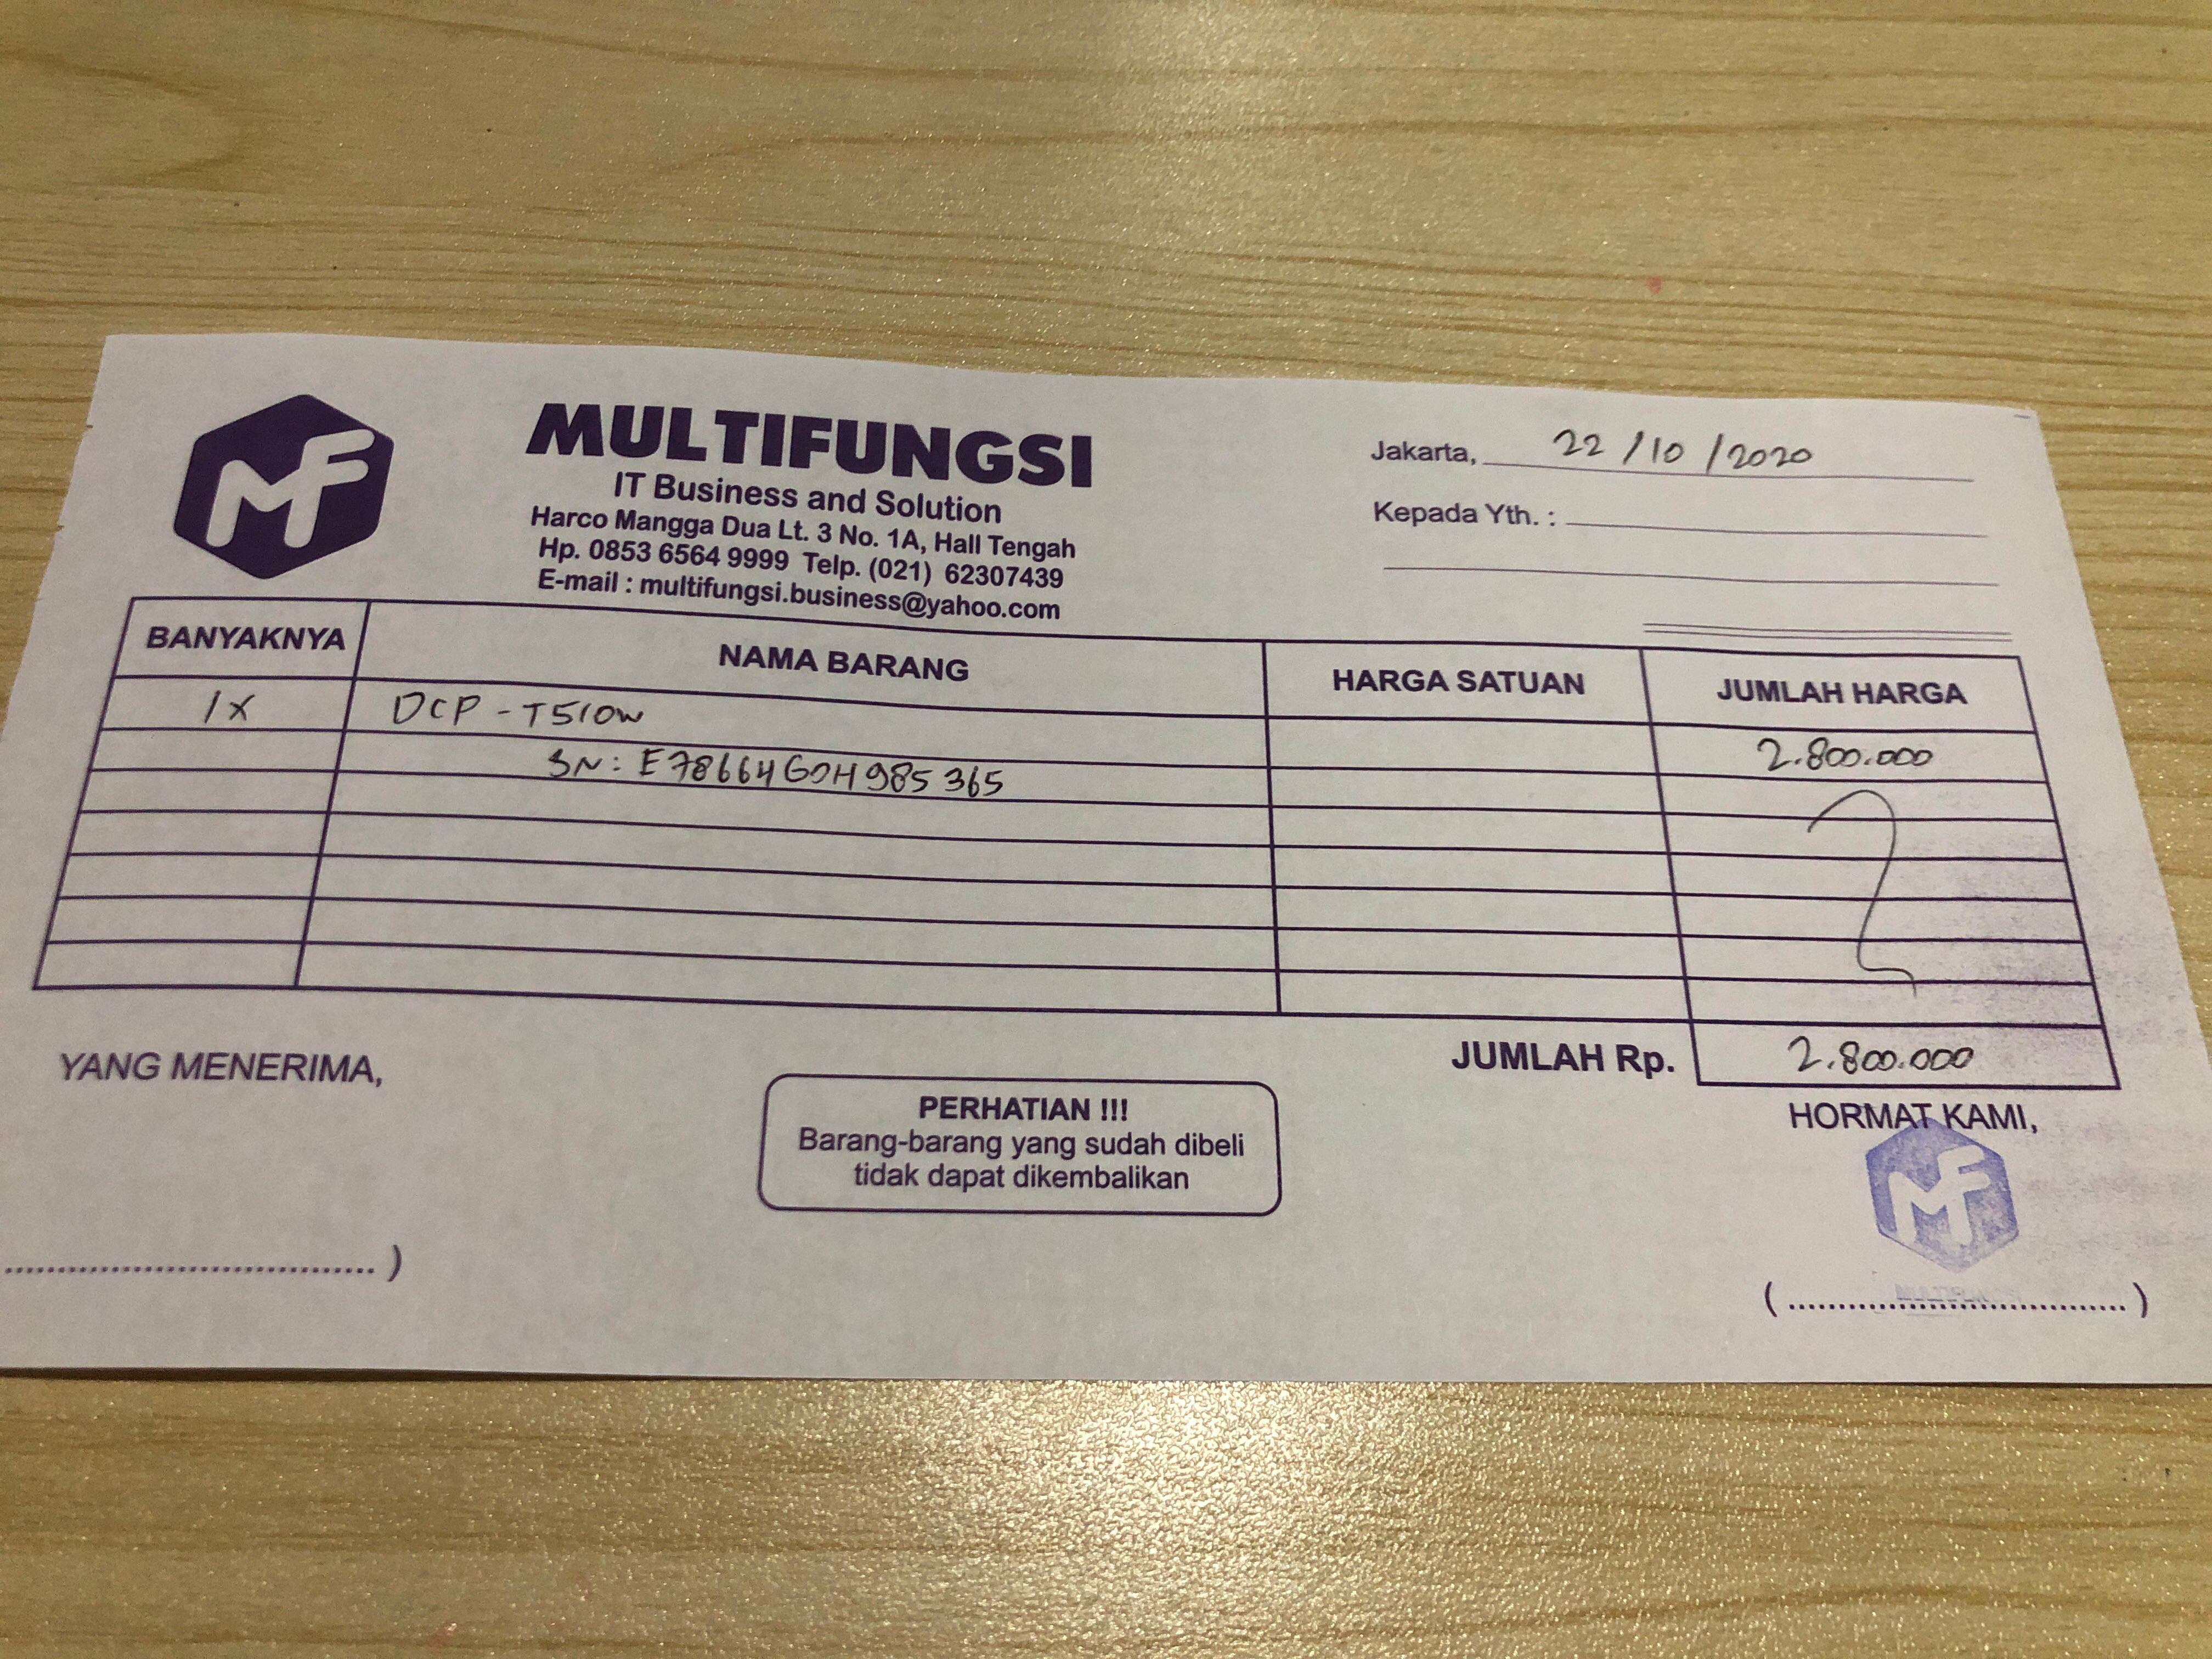 MF
MULTIFUNGSI
IT Business and Solution
Harco Mangga Dua Lt. 3 No. 1A, Hall Tengah
Hp. 0853 6564 9999 Telp. (021) 62307439
E-mail : multifungsi.business@yahoo.com
Jakarta, 22/10/2020
Kepada Yth. :
BANYAKNYA NAMA BARANG HARGA SATUAN JUMLAH HARGA
1X DCP-T510W 2.800.000
SN: E78664G0H985365
JUMLAH Rp. 2.800.000
YANG MENERIMA,
PERHATIAN !!!
Barang-barang yang sudah dibeli
tidak dapat dikembalikan
HORMAT KAMI,
MF